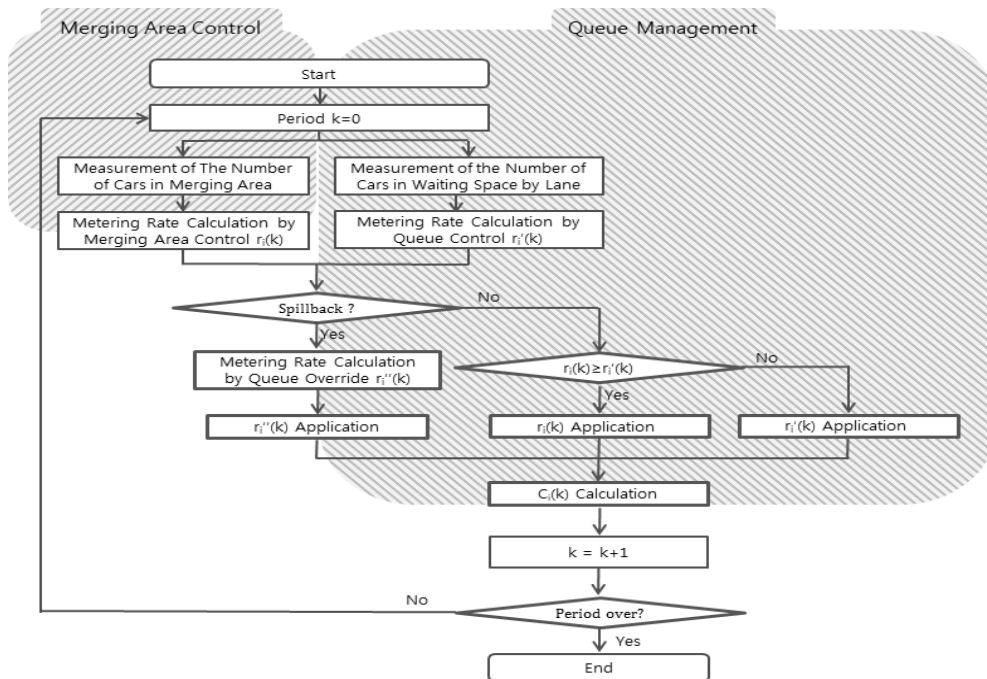 Merging Area Control
Queue Management
Start
Period k=0
Measurement of The Number
of Cars in Merging Area
Measurement of the Number of
Cars in Waiting Space by Lane
Metering Rate Calculation by
Merging Area Control rᵢ(k)
Metering Rate Calculation by
Queue Control rᵢ'(k)
Spillback ?
No
Yes
Metering Rate Calculation
by Queue Override rᵢ''(k)
rᵢ(k)≥rᵢ'(k)
No
Yes
rᵢ''(k) Application
rᵢ(k) Application
rᵢ'(k) Application
Cᵢ(k) Calculation
k = k+1
No
Period over?
Yes
End